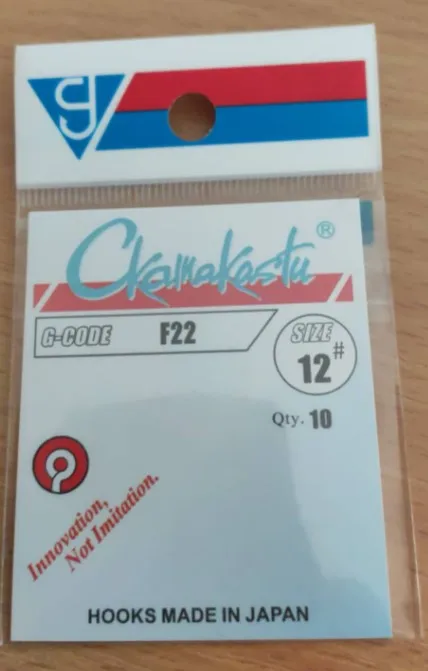 Ckamakastu®
G-CODE F22
SIZE
12#
Qty. 10
Innovation,
Not Imitation.
HOOKS MADE IN JAPAN